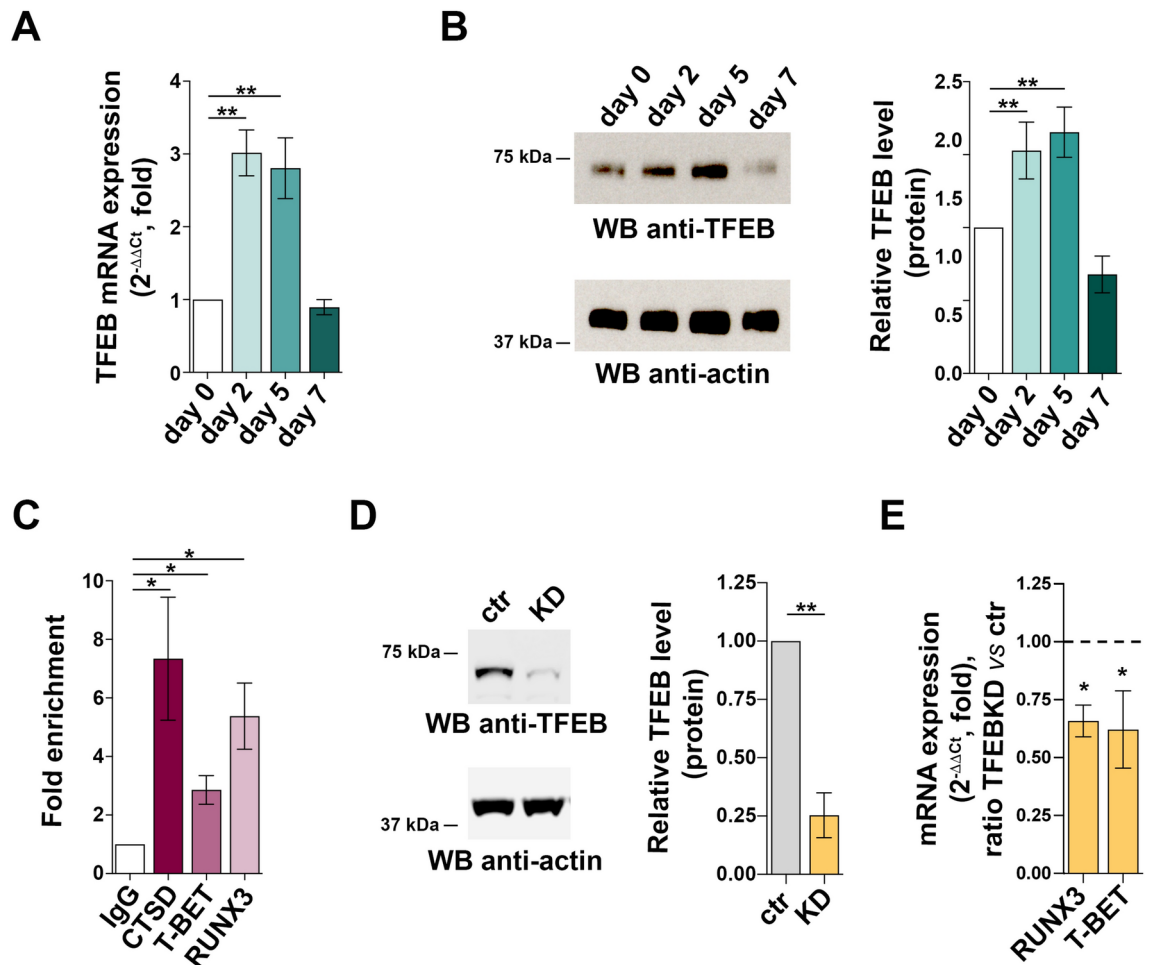 A
TFEB mRNA expression
(2-ΔΔCt, fold)
4
3
2
1
0
**
**
day 0
day 2
day 5
day 7
B
day 0
day 2
day 5
day 7
75 kDa
WB anti-TFEB
37 kDa
WB anti-actin
Relative TFEB level
(protein)
2.5
2.0
1.5
1.0
0.5
0.0
**
**
day 0
day 2
day 5
day 7
C
Fold enrichment
10
8
6
4
2
0
*
*
*
IgG
CTSD
T-BET
RUNX3
D
ctr
KD
75 kDa
WB anti-TFEB
37 kDa
WB anti-actin
Relative TFEB level
(protein)
1.25
1.00
0.75
0.50
0.25
0.00
**
ctr
KD
E
mRNA expression
(2-ΔΔCt, fold),
ratio TFEBKD vs ctr
1.25
1.00
0.75
0.50
0.25
0.00
*
*
RUNX3
T-BET